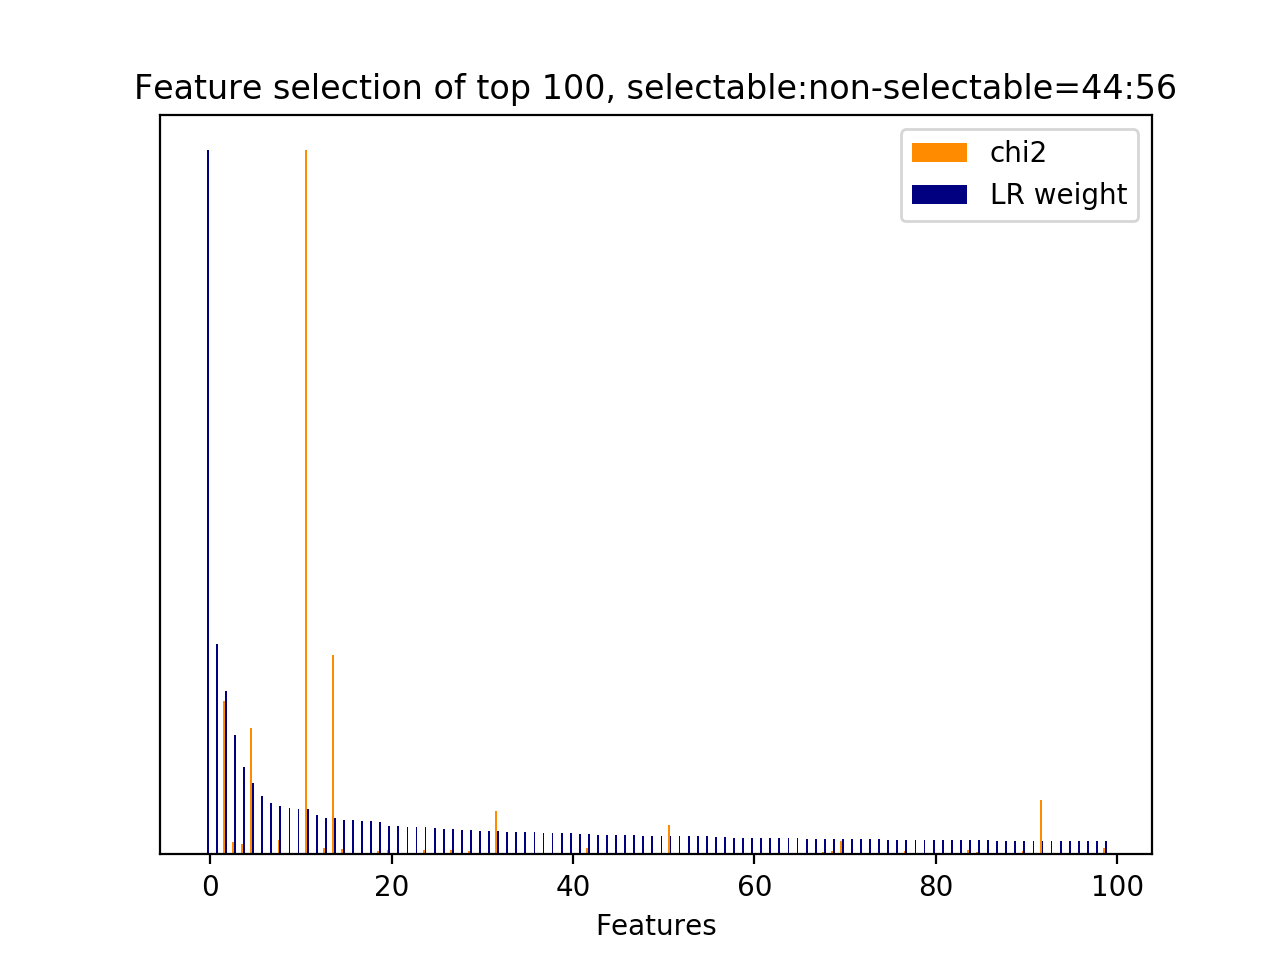 Feature selection of top 100, selectable:non-selectable=44:56
chi2
LR weight
0 20 40 60 80 100
Features